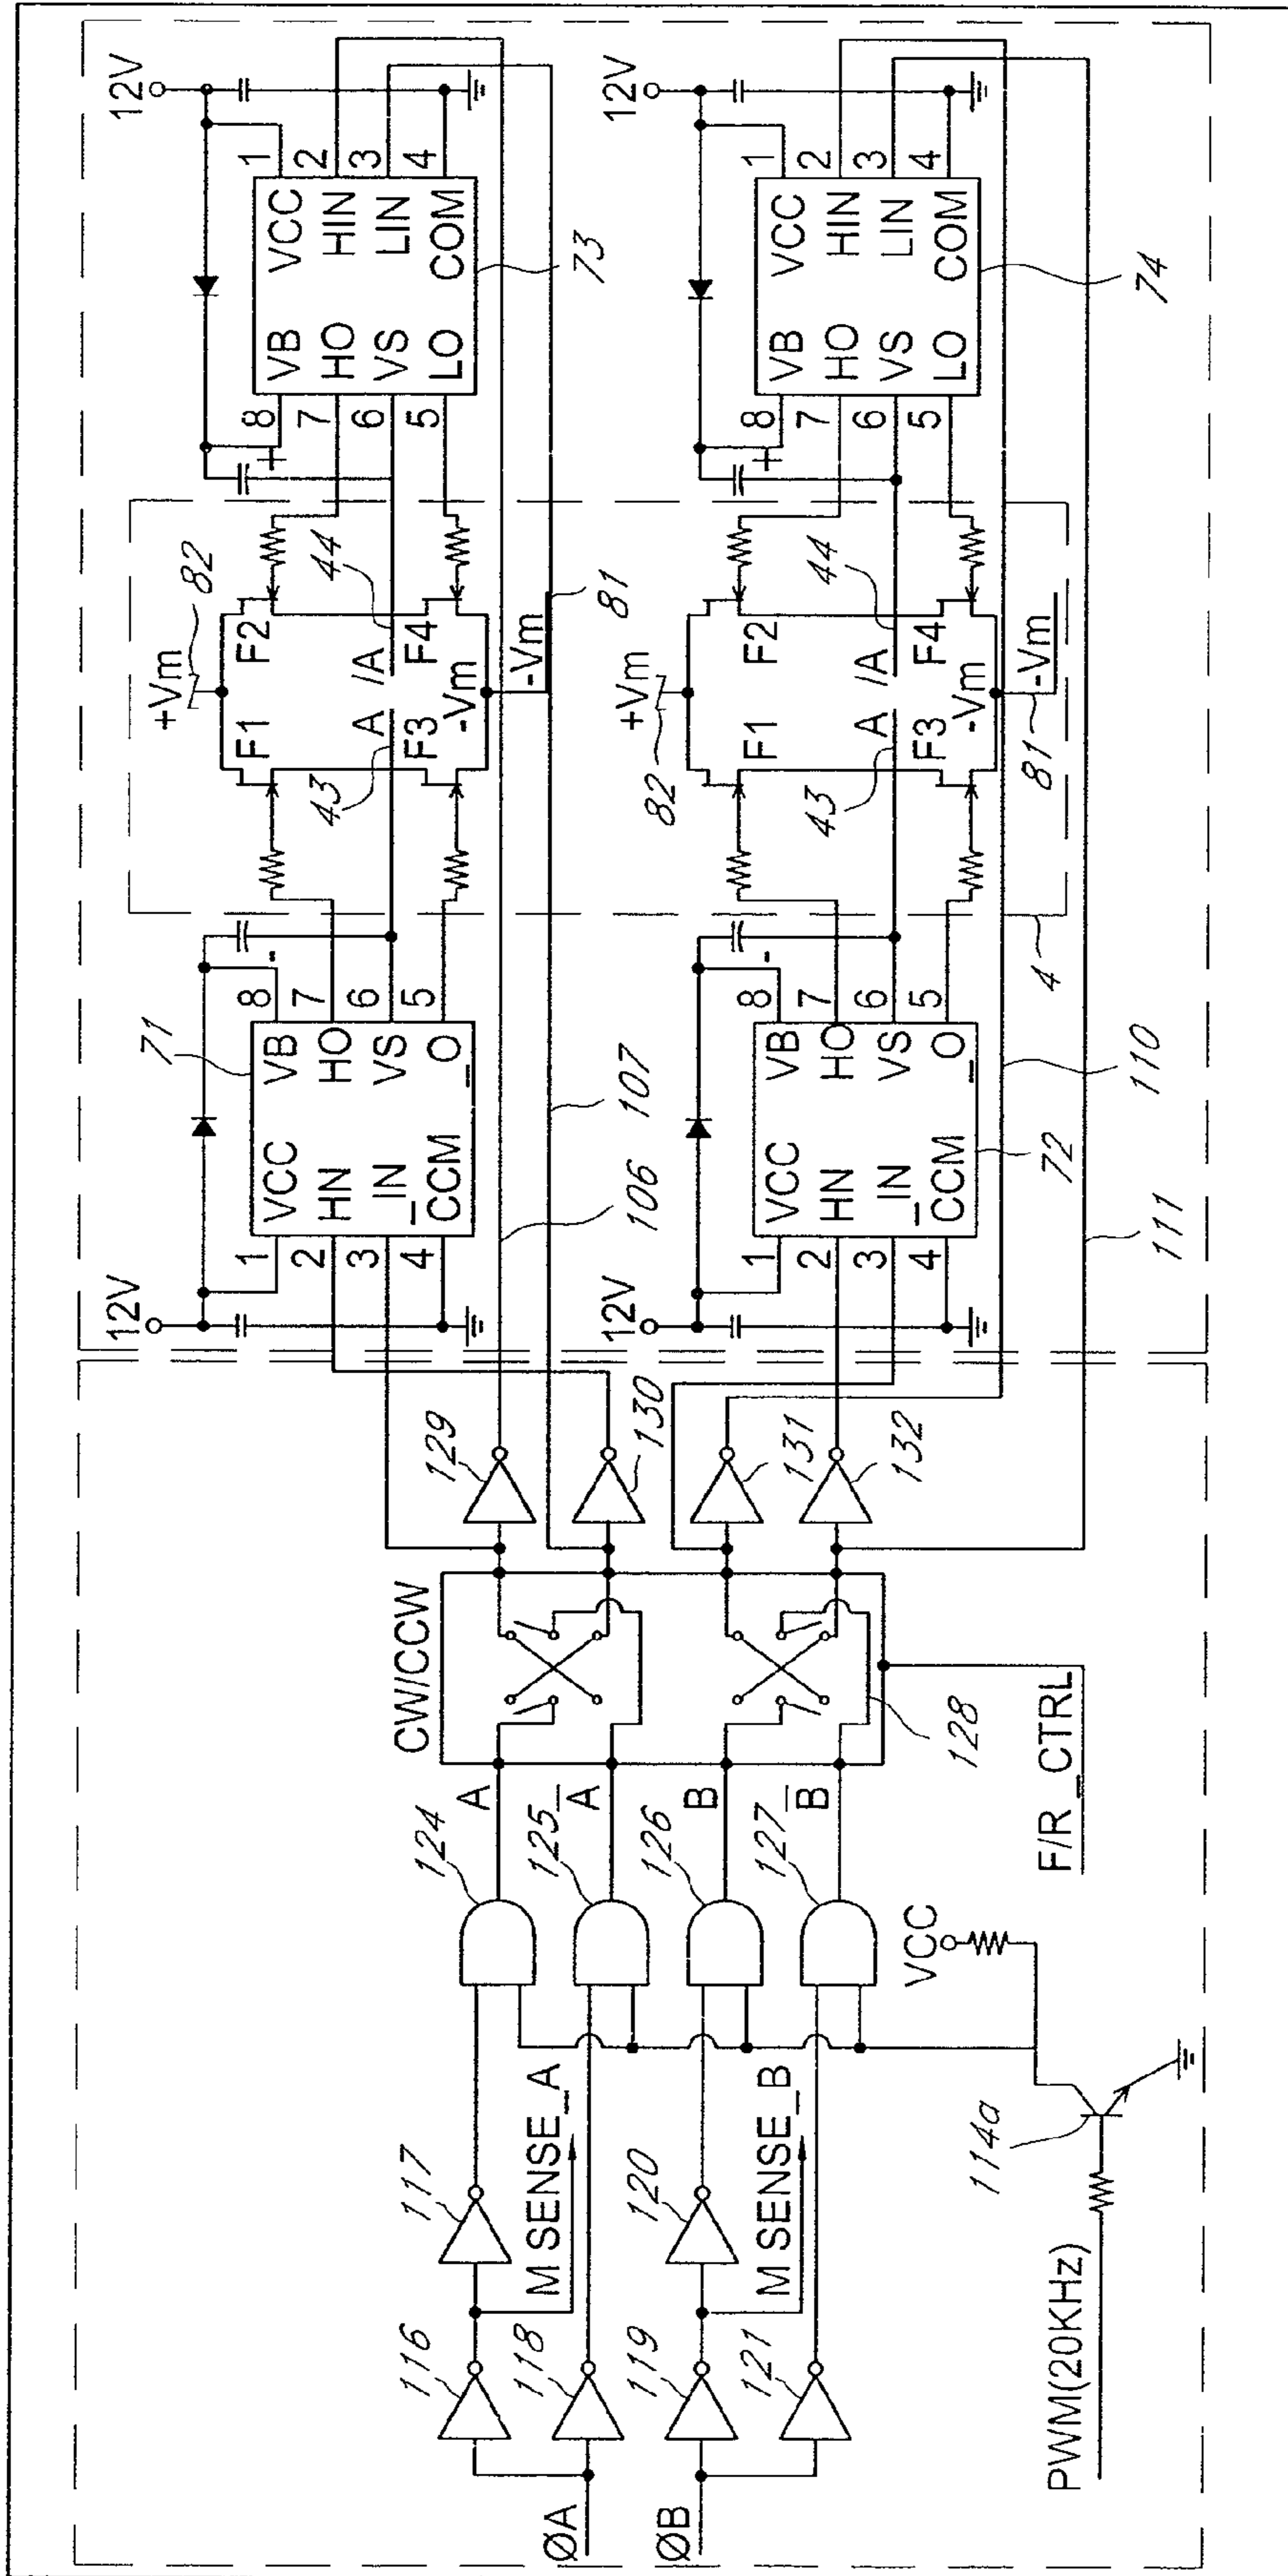 ØA
ØB
116
118
119
121
117
M SENSE_A
120
M SENSE_B
PWM(20KHz)
114a
VCC
124
125
126
127
A
A
B
B
CW/CCW
128
F/R_CTRL
129
130
131
132
12V
71
VCC VB
HN HO
_IN VS
CCM _O
1
2
3
4
8
7
6
5
-
106
107
+Vm
82
F1
F2
43
A
/A
44
F3
F4
-Vm
-Vm
81
12V
VB VCC
HO HIN
VS LIN
LO COM
8
7
6
5
1
2
3
4
+
73
12V
72
VCC VB
HN HO
_IN VS
CCM _O
1
2
3
4
8
7
6
5
-
110
111
4
+Vm
82
F1
F2
43
A
/A
44
F3
F4
-Vm
-Vm
81
12V
VB VCC
HO HIN
VS LIN
LO COM
8
7
6
5
1
2
3
4
+
74